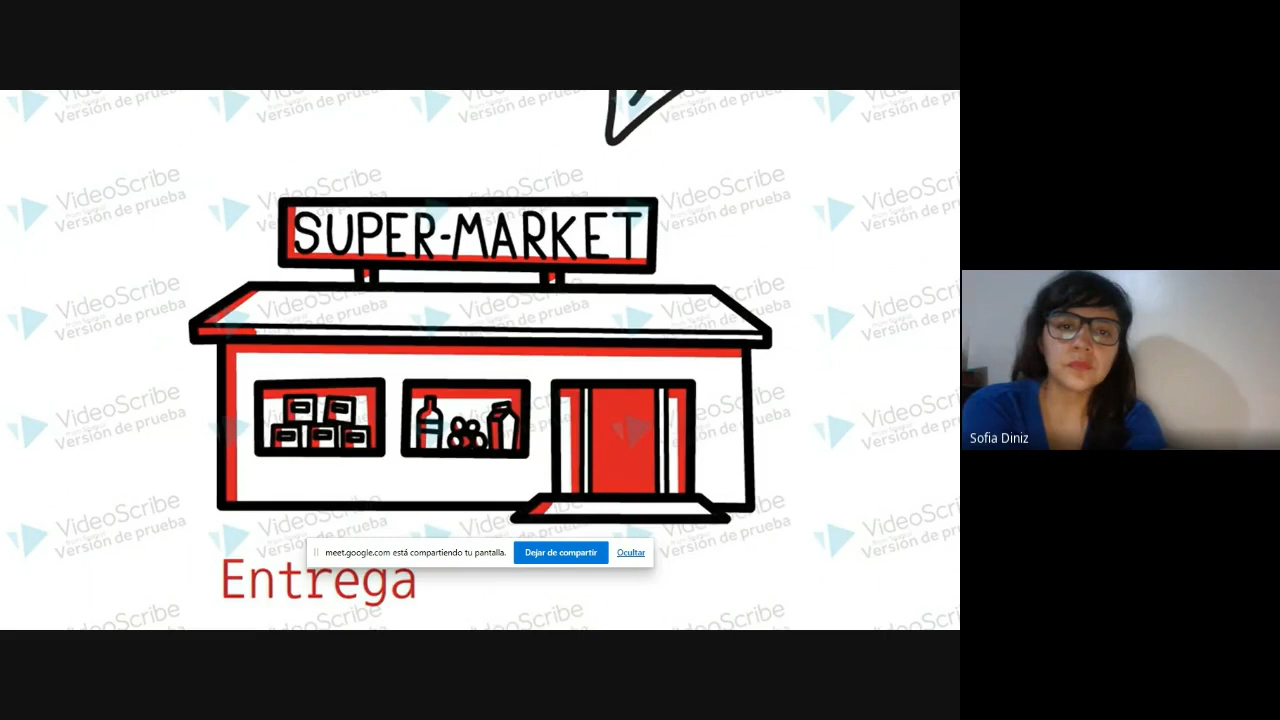 VideoScribe
Versión de prueba
SUPER-MARKET
meet.google.com está compartiendo tu pantalla.
Dejar de compartir
Ocultar
Entrega
Sofia Diniz